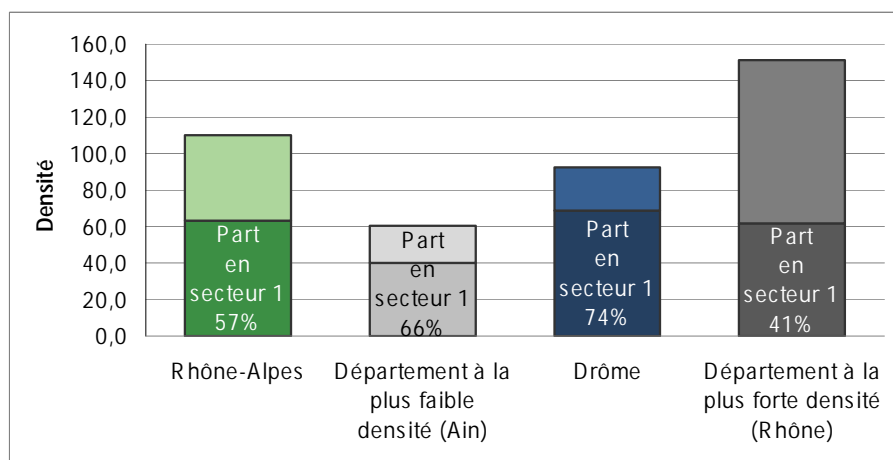 160,0
140,0
120,0
100,0
80,0
60,0
40,0
20,0
0,0
Densité
Part
en
secteur 1
57%
Part
en
secteur 1
66%
Part
en
secteur 1
74%
Part
en
secteur 1
41%
Rhône-Alpes
Département à la
plus faible
densité (Ain)
Drôme
Département à la
plus forte densité
(Rhône)